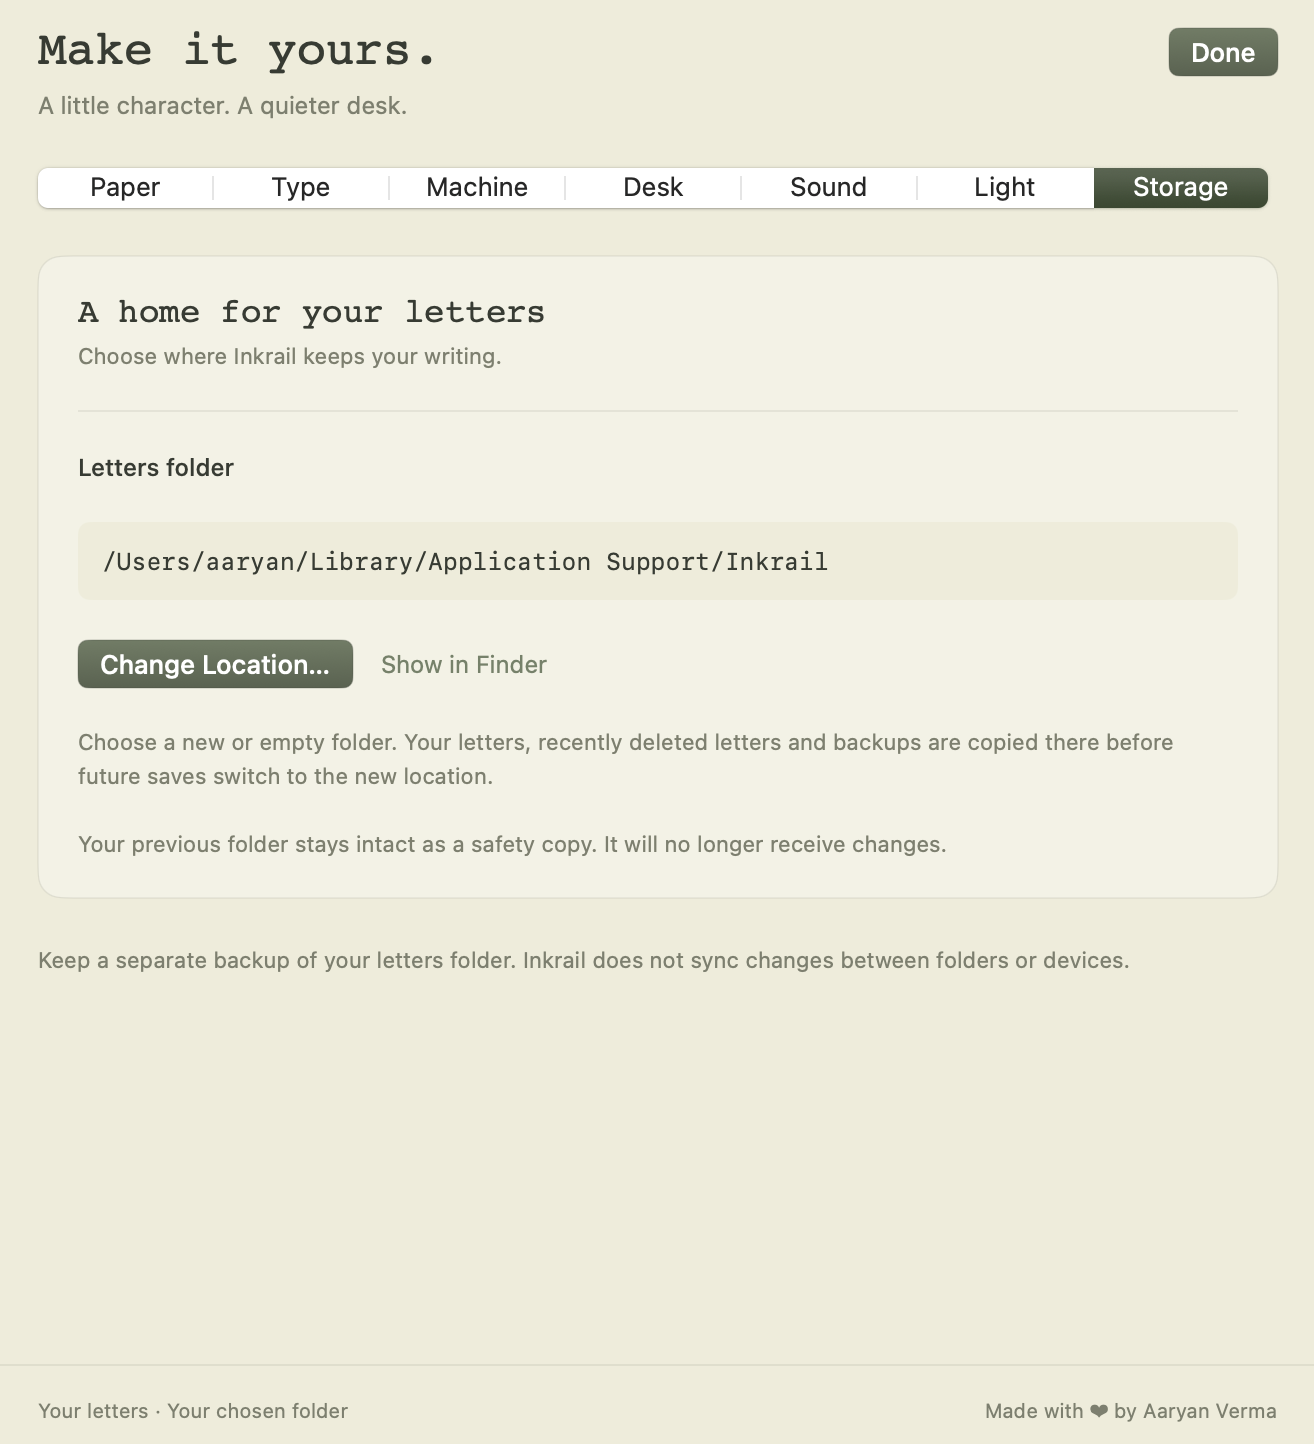 Make it yours.
Done
A little character. A quieter desk.
Paper
Type
Machine
Desk
Sound
Light
Storage
A home for your letters
Choose where Inkrail keeps your writing.
Letters folder
/Users/aaryan/Library/Application Support/Inkrail
Change Location...
Show in Finder
Choose a new or empty folder. Your letters, recently deleted letters and backups are copied there before
future saves switch to the new location.
Your previous folder stays intact as a safety copy. It will no longer receive changes.
Keep a separate backup of your letters folder. Inkrail does not sync changes between folders or devices.
Your letters · Your chosen folder
Made with ❤ by Aaryan Verma